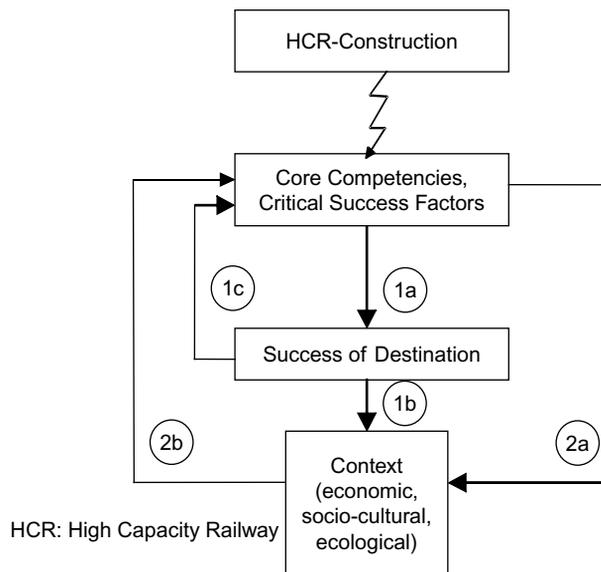 HCR-Construction
Core Competencies,
Critical Success Factors
1c
1a
Success of Destination
1b
2b
2a
Context
(economic,
socio-cultural,
ecological)
HCR: High Capacity Railway